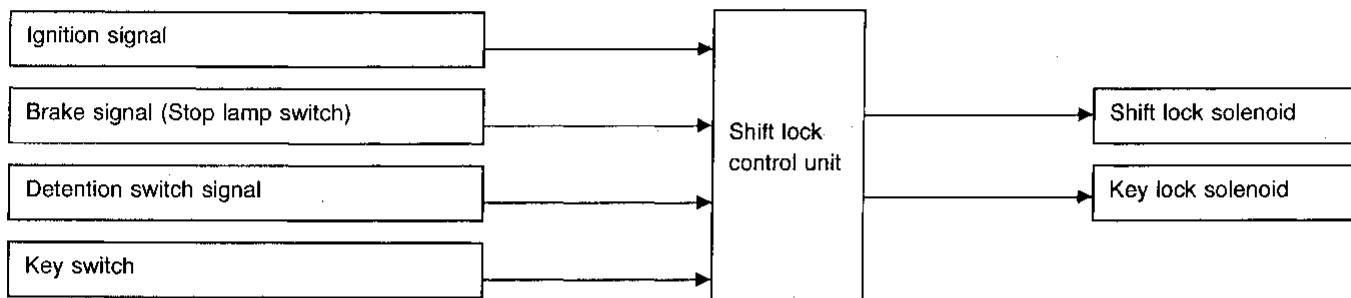 Ignition signal
Brake signal (Stop lamp switch)
Detention switch signal
Key switch
Shift lock
control unit
Shift lock solenoid
Key lock solenoid